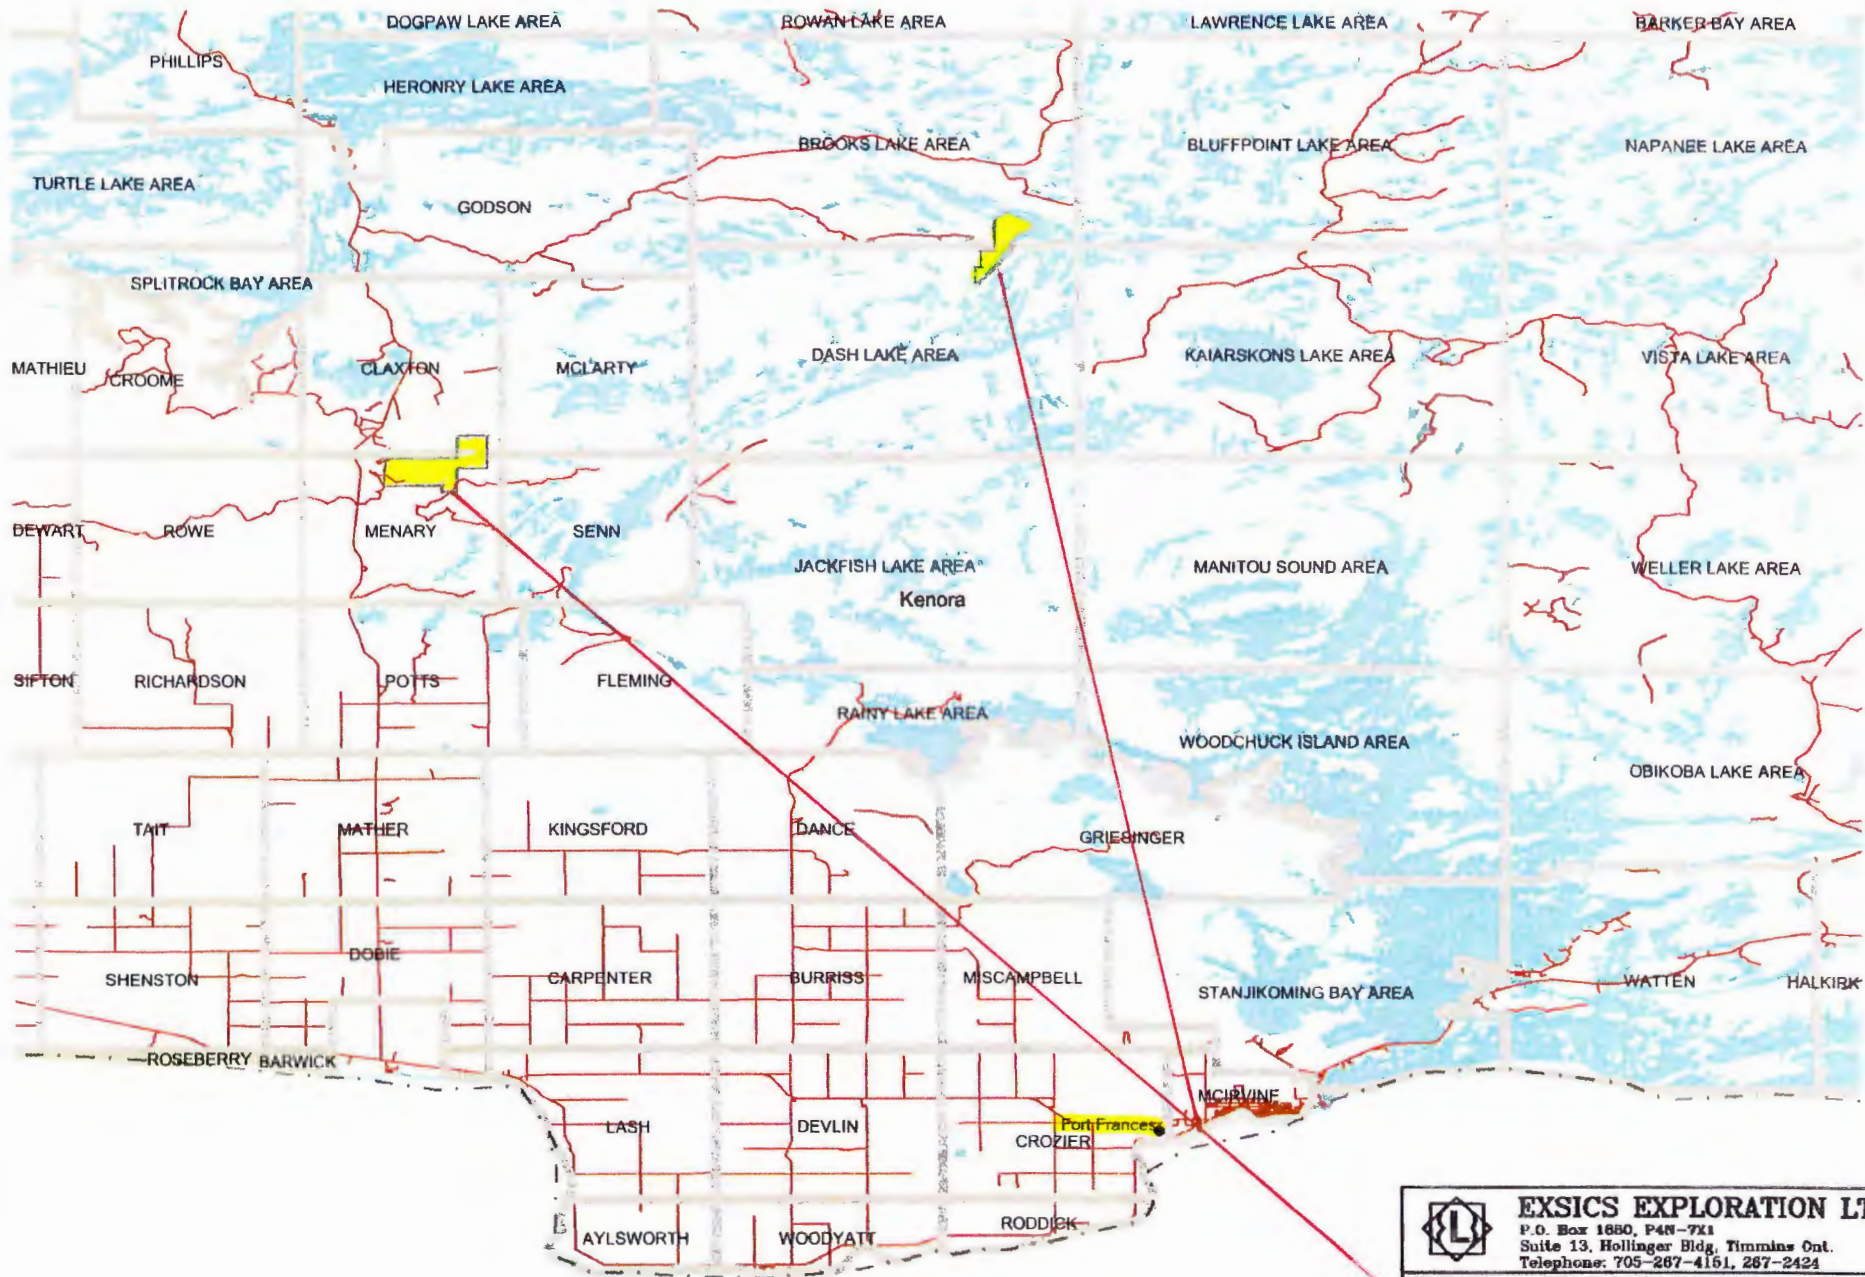 DOGPAW LAKE AREA
ROWAN LAKE AREA
LAWRENCE LAKE AREA
BARKER BAY AREA
PHILLIPS
HERONRY LAKE AREA
BROOKS LAKE AREA
BLUFFPOINT LAKE AREA
NAPANEE LAKE AREA
TURTLE LAKE AREA
GODSON
SPLITROCK BAY AREA
MATHIEU
CROOME
CLAXTON
MCLARTY
DASH LAKE AREA
KAIARSKONS LAKE AREA
VISTA LAKE AREA
DEWART
ROWE
MENARY
SENN
JACKFISH LAKE AREA
Kenora
MANITOU SOUND AREA
WELLER LAKE AREA
SIFTON
RICHARDSON
POTTS
FLEMING
RAINY LAKE AREA
WOODCHUCK ISLAND AREA
OBIKOBA LAKE AREA
TAIT
MATHER
KINGSFORD
DANCE
GRIESINGER
SHENSTON
DOBIE
CARPENTER
BURRISS
MISCAMPBELL
STANJIKOMING BAY AREA
WATTEN
HALKIRK
ROSEBERRY
BARWICK
MCIRVINE
LASH
DEVLIN
Fort Frances
CROZIER
AYLSWORTH
WOODYATT
RODDICK
L
EXSICS EXPLORATION LT
P.O. Box 1880, P4N-7X1
Suite 13, Hollinger Bldg, Timmins Ont.
Telephone: 705-267-4151, 267-2424